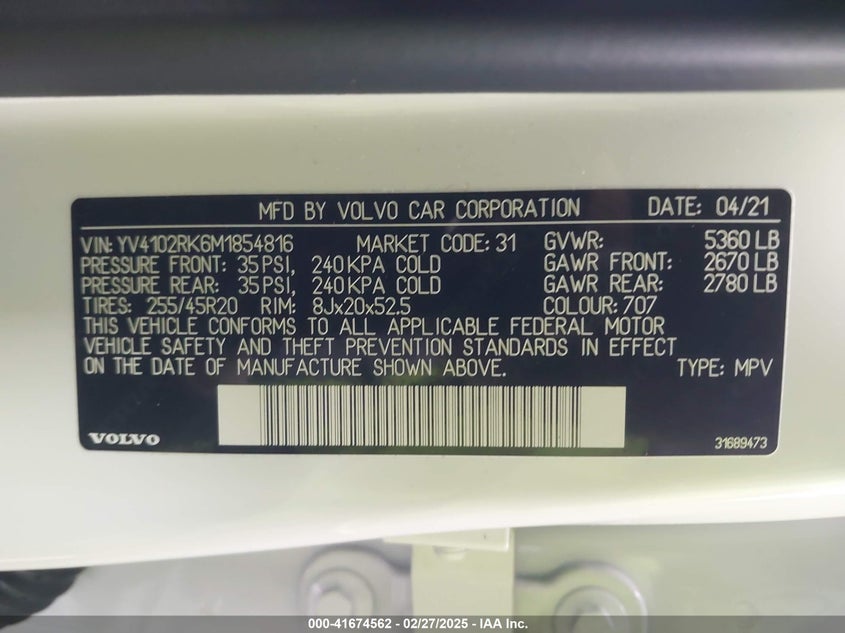 MFD BY VOLVO CAR CORPORATION DATE: 04/21
VIN: YV4102RK6M1854816 MARKET CODE: 31 GVWR: 5360 LB
PRESSURE FRONT: 35 PSI, 240 KPA COLD GAWR FRONT: 2670 LB
PRESSURE REAR: 35 PSI, 240 KPA COLD GAWR REAR: 2780 LB
TIRES: 255/45R20 RIM: 8Jx20x52.5 COLOUR: 707
THIS VEHICLE CONFORMS TO ALL APPLICABLE FEDERAL MOTOR
VEHICLE SAFETY AND THEFT PREVENTION STANDARDS IN EFFECT
ON THE DATE OF MANUFACTURE SHOWN ABOVE. TYPE: MPV
VOLVO 31689473
000-41674562 - 02/27/2025 - IAA Inc.